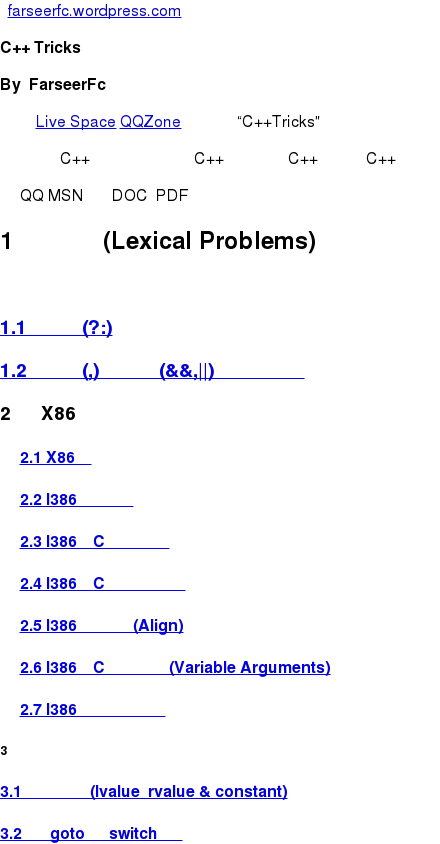 farseerfc.wordpress.com
C++ Tricks
By FarseerFc
Live Space QQZone “C++Tricks”
C++ C++ C++ C++
QQ MSN DOC PDF
1 (Lexical Problems)
1.1 (?:)
1.2 (,) (&&,||)
2 X86
2.1 X86
2.2 I386
2.3 I386 C
2.4 I386 C
2.5 I386 (Align)
2.6 I386 C (Variable Arguments)
2.7 I386
3
3.1 (lvalue rvalue & constant)
3.2 goto switch